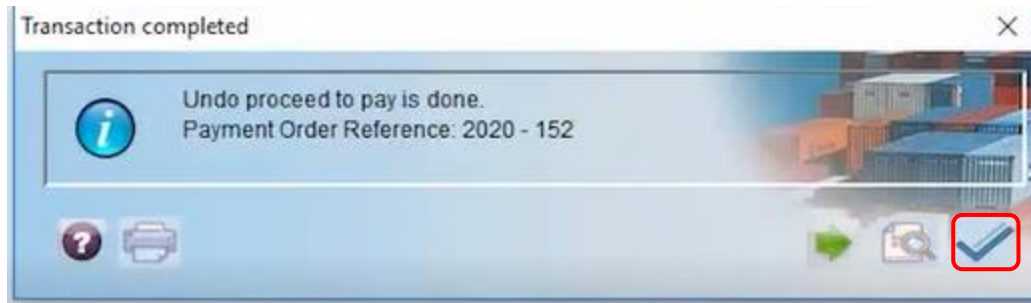 Transaction completed
Undo proceed to pay is done.
Payment Order Reference: 2020 - 152